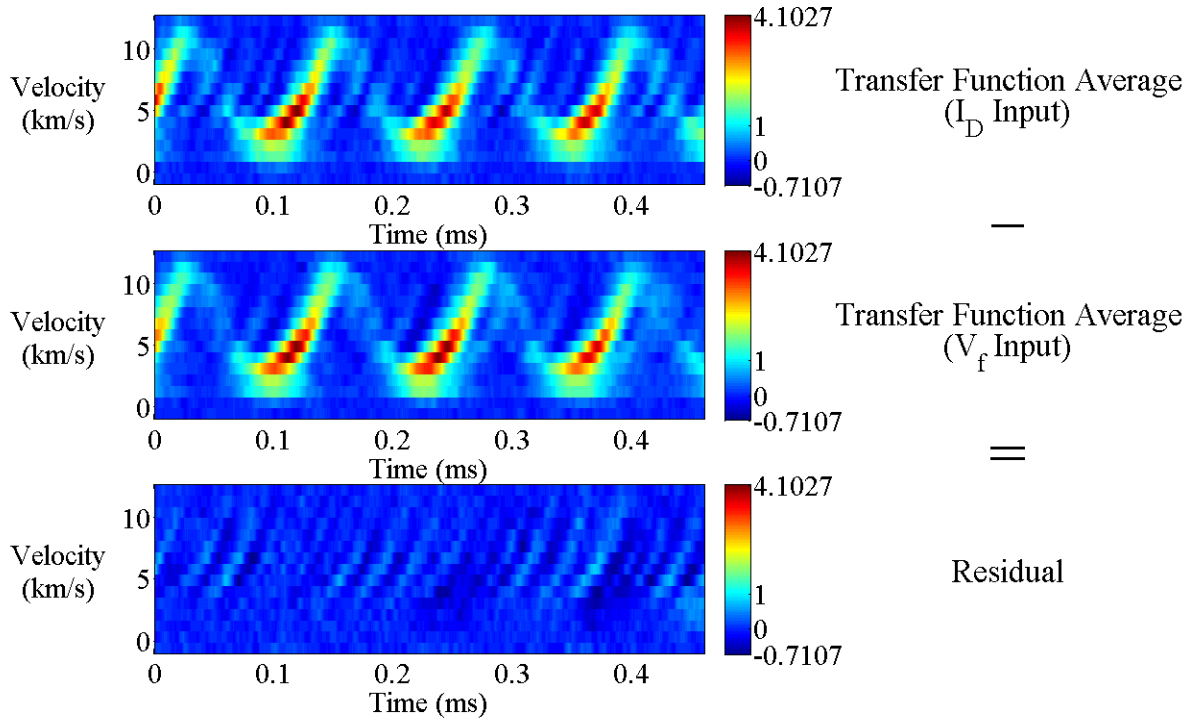 10
5
0
Velocity
(km/s)
0 0.1 0.2 0.3 0.4
Time (ms)
4.1027
1
0
-0.7107
Transfer Function Average
(I_D Input)
−
10
5
0
Velocity
(km/s)
0 0.1 0.2 0.3 0.4
Time (ms)
4.1027
1
0
-0.7107
Transfer Function Average
(V_f Input)
=
10
5
0
Velocity
(km/s)
0 0.1 0.2 0.3 0.4
Time (ms)
4.1027
1
0
-0.7107
Residual